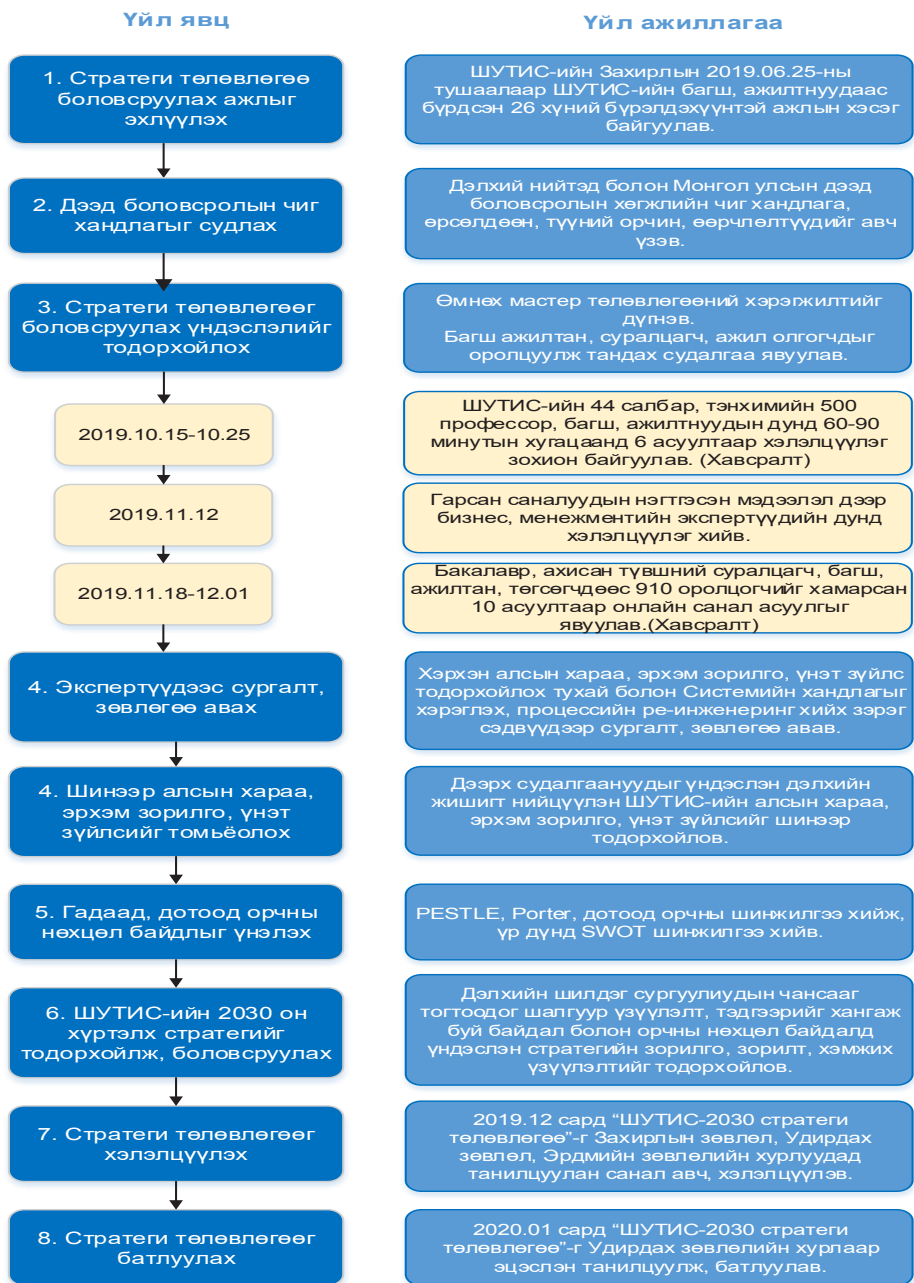 Үйл явц
Үйл ажиллагаа
1. Стратеги төлөвлөгөө
боловсруулах ажлыг
эхлүүлэх
ШУТИС-ийн Захирлын 2019.06.25-ны
тушаалаар ШУТИС-ийн багш, ажилтнуудаас
бүрдсэн 26 хүний бүрэлдэхүүнтэй ажлын хэсэг
байгуулав.
2. Дээд боловсролын чиг
хандлагыг судлах
Дэлхий нийтэд болон Монгол улсын дээд
боловсролын хөгжлийн чиг хандлага,
өрсөлдөөн, түүний орчин, өөрчлөлтүүдийг авч
үзэв.
3. Стратеги төлөвлөгөөг
боловсруулах үндэслэлийг
тодорхойлох
Өмнөх мастер төлөвлөгөөний хэрэгжилтийг
дүгнэв.
Багш ажилтан, суралцагч, ажил олгогчдыг
оролцуулж тандах судалгаа явуулав.
2019.10.15-10.25
ШУТИС-ийн 44 салбар, тэнхимийн 500
профессор, багш, ажилтнуудын дунд 60-90
минутын хугацаанд 6 асуултаар хэлэлцүүлэг
зохион байгуулав. (Хавсралт)
2019.11.12
Гарсан саналуудын нэгтгэсэн мэдээлэл дээр
бизнес, менежментийн экспертүүдийн дунд
хэлэлцүүлэг хийв.
2019.11.18-12.01
Бакалавр, ахисан түвшний суралцагч, багш,
ажилтан, төгсөгчдөөс 910 оролцогчийг хамарсан
10 асуултаар онлайн санал асуулгыг
явуулав.(Хавсралт)
4. Экспертүүдээс сургалт,
зөвлөгөө авах
Хэрхэн алсын хараа, эрхэм зорилго, үнэт зүйлс
тодорхойлох тухай болон Системийн хандлагыг
хэрэглэх, процессийн ре-инженеринг хийх зэрэг
сэдвүүдээр сургалт, зөвлөгөө авав.
4. Шинээр алсын хараа,
эрхэм зорилго, үнэт
зүйлсийг томьёолох
Дээрх судалгаануудыг үндэслэн дэлхийн
жишигт нийцүүлэн ШУТИС-ийн алсын хараа,
эрхэм зорилго, үнэт зүйлсийг шинээр
тодорхойлов.
5. Гадаад, дотоод орчны
нөхцөл байдлыг үнэлэх
PESTLE, Porter, дотоод орчны шинжилгээ хийж,
үр дүнд SWOT шинжилгээ хийв.
6. ШУТИС-ийн 2030 он
хүртэлх стратегийг
тодорхойлж, боловсруулах
Дэлхийн шилдэг сургуулиудын чансааг
тогтоодог шалгуур үзүүлэлт, тэдгээрийг хангаж
буй байдал болон орчны нөхцөл байдалд
үндэслэн стратегийн зорилго, зорилт, хэмжих
үзүүлэлтийг тодорхойлов.
7. Стратеги төлөвлөгөөг
хэлэлцүүлэх
2019.12 сард “ШУТИС-2030 стратеги
төлөвлөгөө”-г Захирлын зөвлөл, Удирдах
зөвлөл, Эрдмийн зөвлөлийн хурлуудад
танилцуулан санал авч, хэлэлцүүлэв.
8. Стратеги төлөвлөгөөг
батлуулах
2020.01 сард “ШУТИС-2030 стратеги
төлөвлөгөө”-г Удирдах зөвлөлийн хурлаар
эцэслэн танилцуулж, батлуулав.